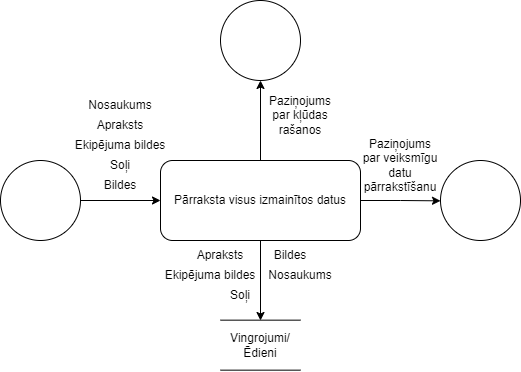 Nosaukums
Apraksts
Ekipējuma bildes
Soļi
Bildes
Paziņojums
par kļūdas
rašanos
Pārraksta visus izmainītos datus
Paziņojums
par veiksmīgu
datu
pārrakstīšanu
Apraksts
Ekipējuma bildes
Soļi
Bildes
Nosaukums
Vingrojumi/
Ēdieni